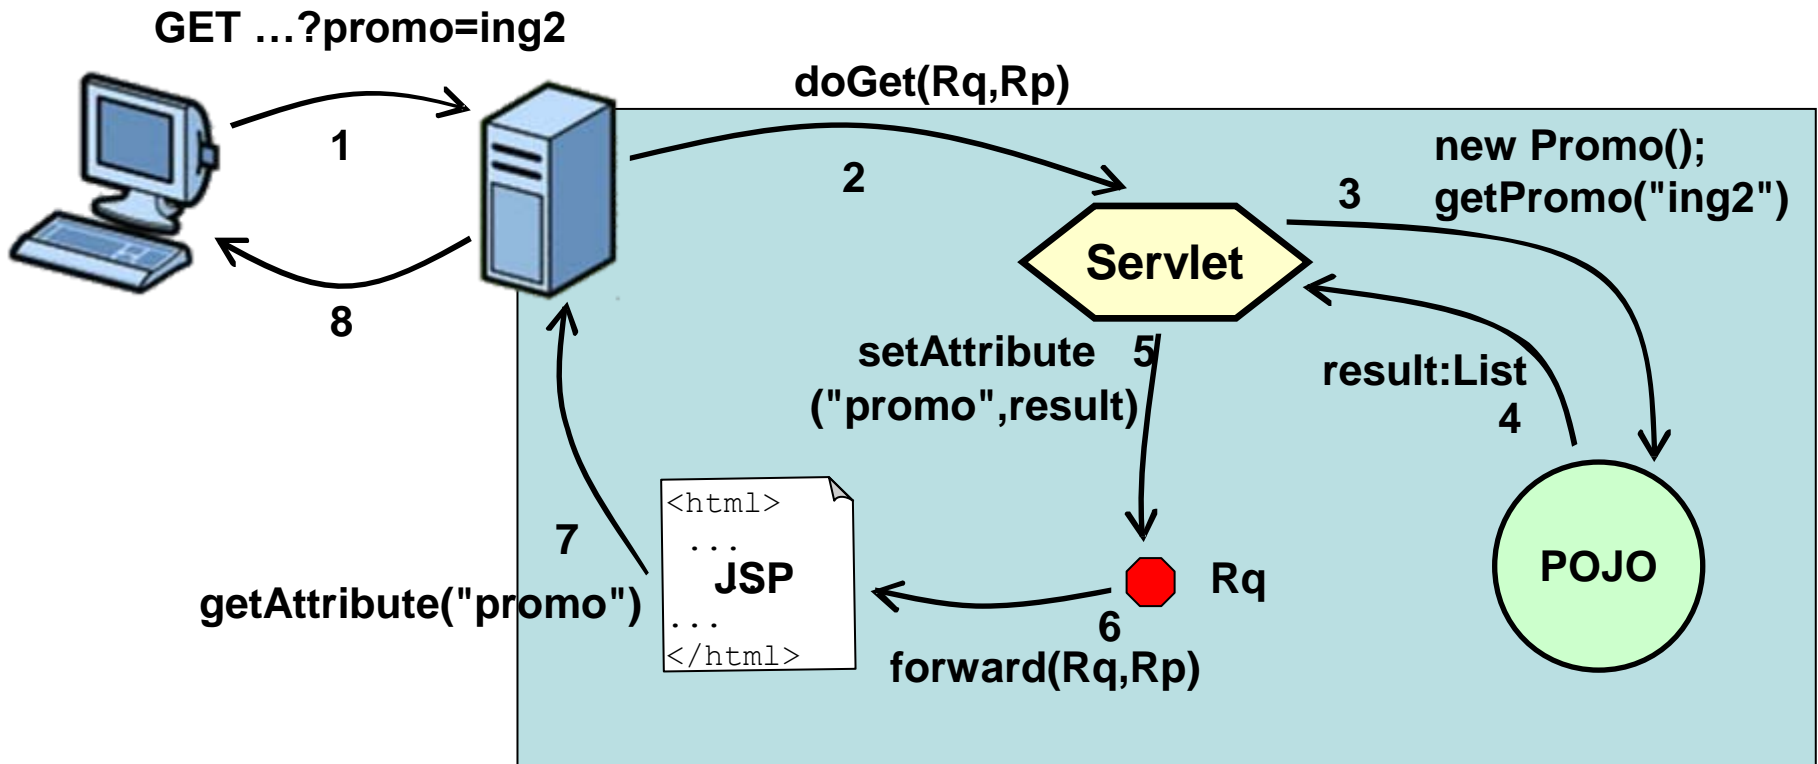 GET …?promo=ing2
doGet(Rq,Rp)
1
2
new Promo();
3
getPromo("ing2")
Servlet
8
setAttribute 5
("promo",result)
result:List
4
<html>
...
JSP
7
getAttribute("promo")
...
</html>
Rq
6
forward(Rq,Rp)
POJO